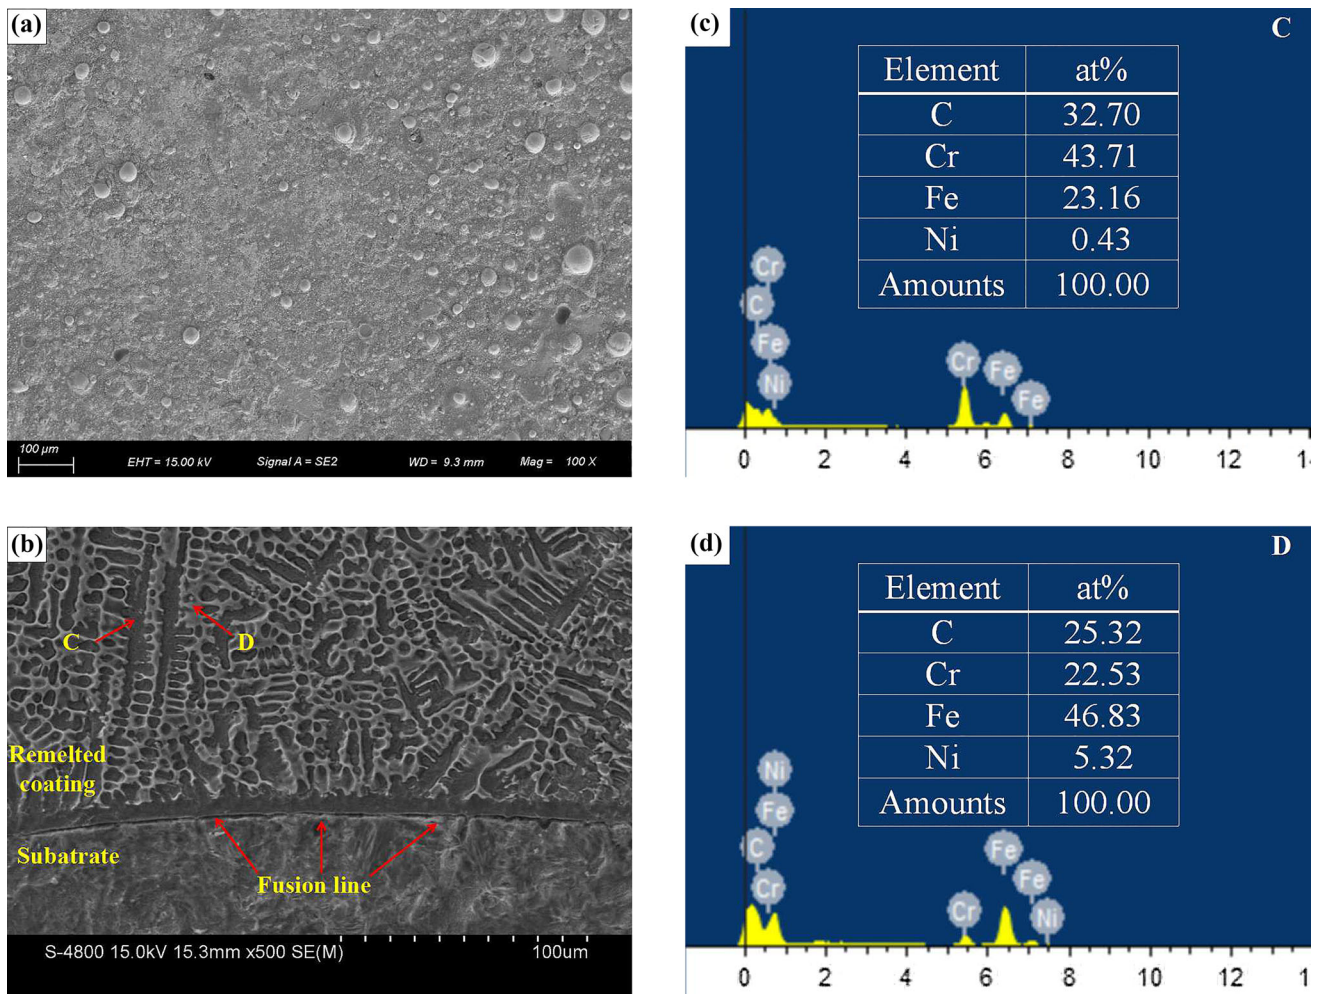 (a)
100 µm
EHT = 15.00 kV
Signal A = SE2
WD = 9.3 mm
Mag = 100 X
(c)
C
Element at%
C 32.70
Cr 43.71
Fe 23.16
Ni 0.43
Amounts 100.00
Cr
C
Fe
Ni
Cr
Fe
Fe
0 2 4 6 8 10 12
(b)
C
D
Remelted
coating
Subatrate
Fusion line
S-4800 15.0kV 15.3mm x500 SE(M)
100um
(d)
D
Element at%
C 25.32
Cr 22.53
Fe 46.83
Ni 5.32
Amounts 100.00
Ni
Fe
C
Cr
Fe
Fe
Cr
Ni
0 2 4 6 8 10 12